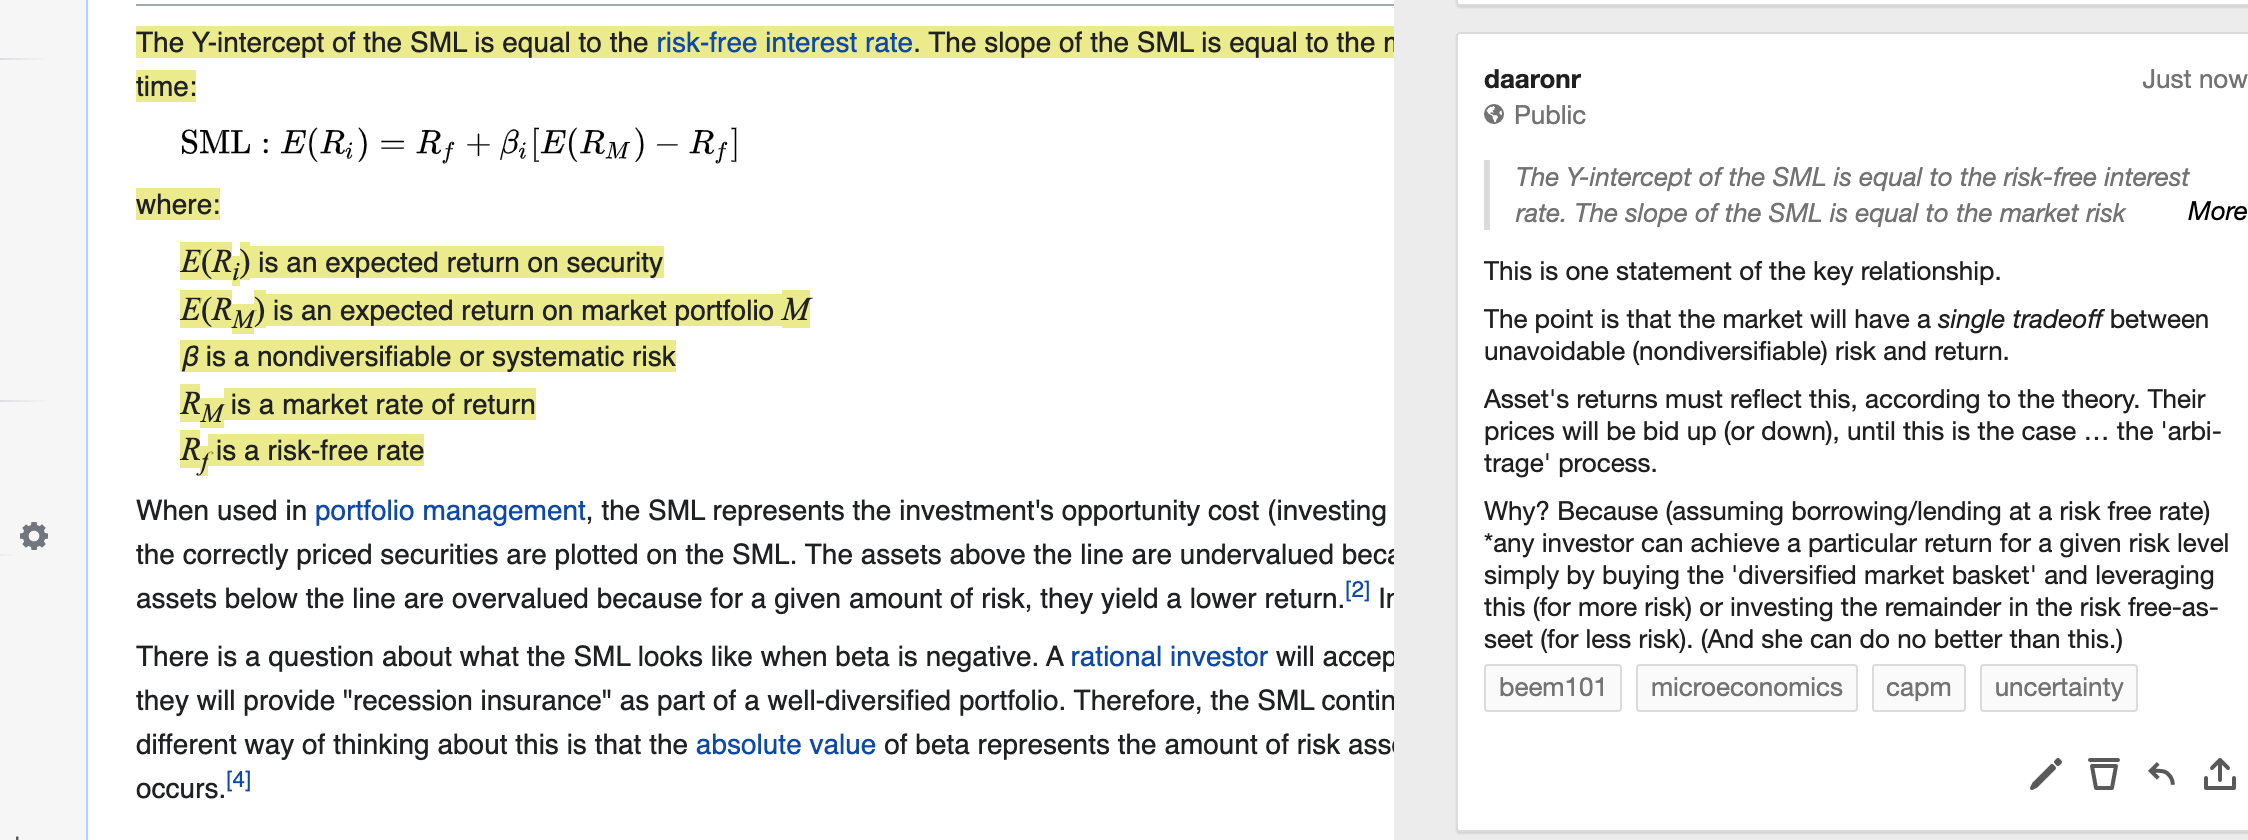 The Y-intercept of the SML is equal to the risk-free interest rate. The slope of the SML is equal to the
time:
SML : E(R_i) = R_f + β_i[E(R_M) − R_f]
where:
E(R_i) is an expected return on security
E(R_M) is an expected return on market portfolio M
β is a nondiversifiable or systematic risk
R_M is a market rate of return
R_f is a risk-free rate
When used in portfolio management, the SML represents the investment's opportunity cost (investing
the correctly priced securities are plotted on the SML. The assets above the line are undervalued
assets below the line are overvalued because for a given amount of risk, they yield a lower return.[2]
There is a question about what the SML looks like when beta is negative. A rational investor will
they will provide "recession insurance" as part of a well-diversified portfolio. Therefore, the SML
different way of thinking about this is that the absolute value of beta represents the amount of risk
occurs.[4]
daaronr
Just now
Public
The Y-intercept of the SML is equal to the risk-free interest
rate. The slope of the SML is equal to the market risk
More
This is one statement of the key relationship.
The point is that the market will have a single tradeoff between
unavoidable (nondiversifiable) risk and return.
Asset's returns must reflect this, according to the theory. Their
prices will be bid up (or down), until this is the case … the 'arbi-
trage' process.
Why? Because (assuming borrowing/lending at a risk free rate)
*any investor can achieve a particular return for a given risk level
simply by buying the 'diversified market basket' and leveraging
this (for more risk) or investing the remainder in the risk free-as-
seet (for less risk). (And she can do no better than this.)
beem101
microeconomics
capm
uncertainty